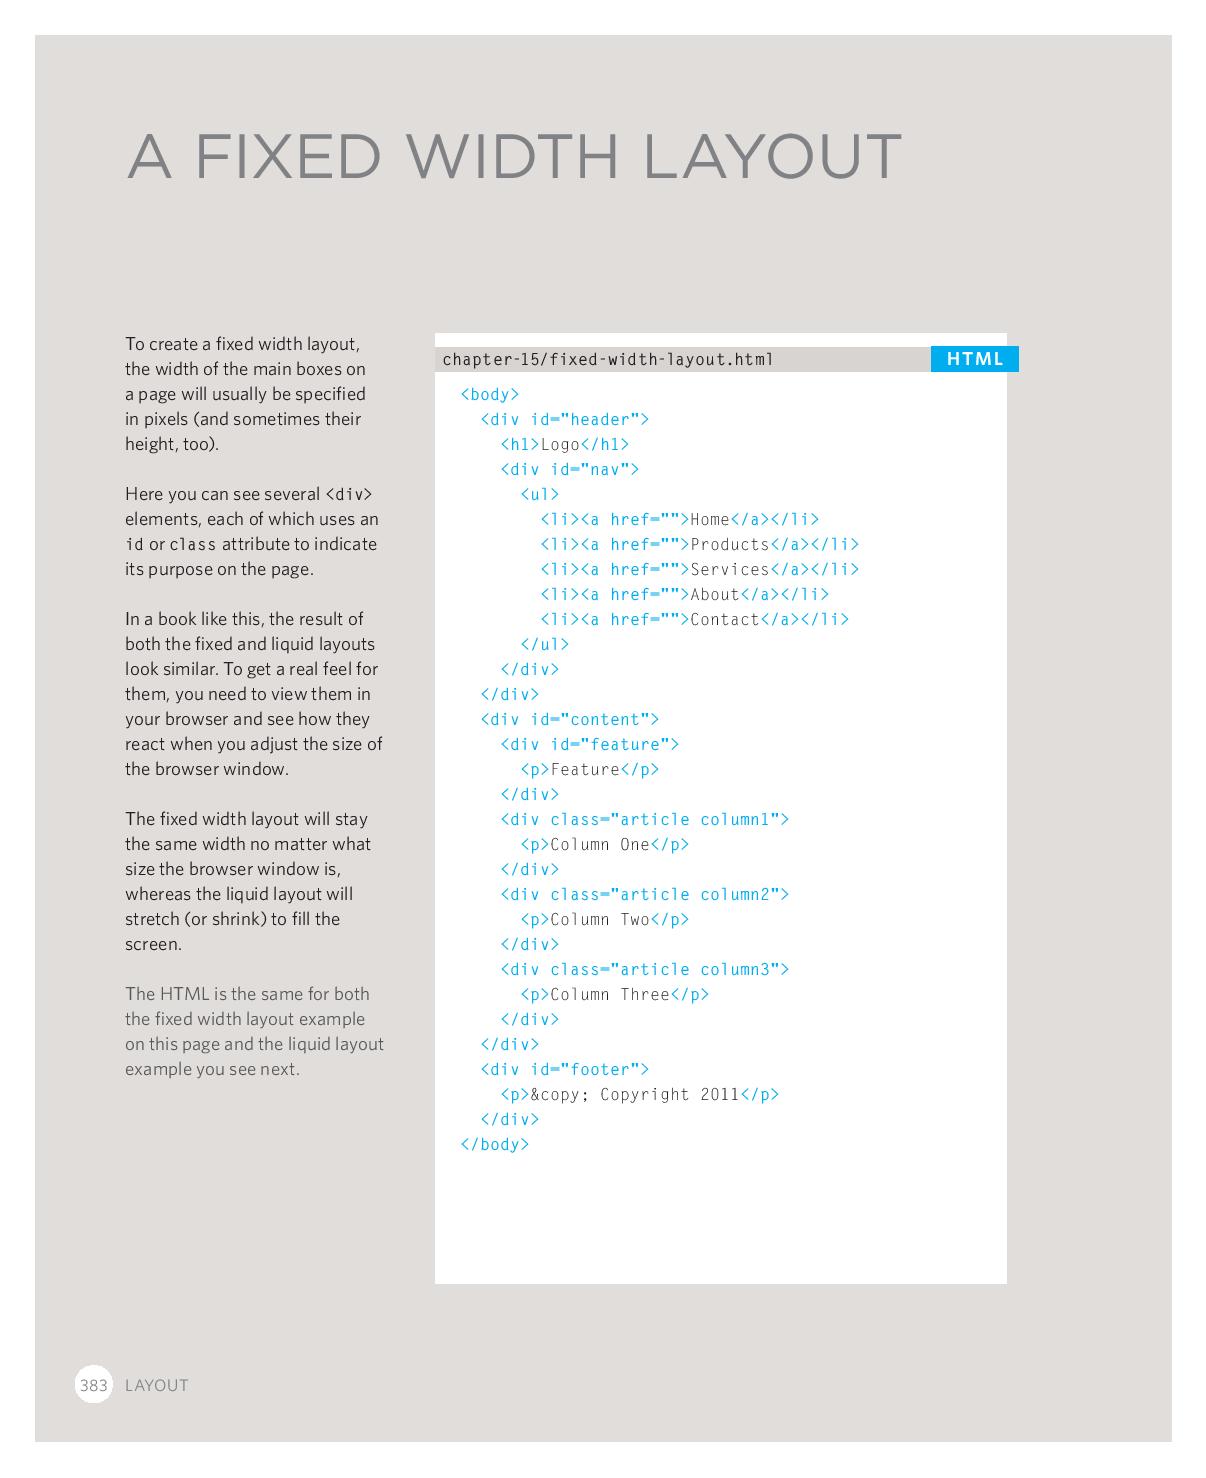 A FIXED WIDTH LAYOUT
To create a fixed width layout,
the width of the main boxes on
a page will usually be specified
in pixels (and sometimes their
height, too).
Here you can see several <div>
elements, each of which uses an
id or class attribute to indicate
its purpose on the page.
In a book like this, the result of
both the fixed and liquid layouts
look similar. To get a real feel for
them, you need to view them in
your browser and see how they
react when you adjust the size of
the browser window.
The fixed width layout will stay
the same width no matter what
size the browser window is,
whereas the liquid layout will
stretch (or shrink) to fill the
screen.
The HTML is the same for both
the fixed width layout example
on this page and the liquid layout
example you see next.
chapter-15/fixed-width-layout.html HTML
<body>
<div id="header">
<h1>Logo</h1>
<div id="nav">
<ul>
<li><a href="">Home</a></li>
<li><a href="">Products</a></li>
<li><a href="">Services</a></li>
<li><a href="">About</a></li>
<li><a href="">Contact</a></li>
</ul>
</div>
</div>
<div id="content">
<div id="feature">
<p>Feature</p>
</div>
<div class="article column1">
<p>Column One</p>
</div>
<div class="article column2">
<p>Column Two</p>
</div>
<div class="article column3">
<p>Column Three</p>
</div>
</div>
<div id="footer">
<p>&copy; Copyright 2011</p>
</div>
</body>
383 LAYOUT